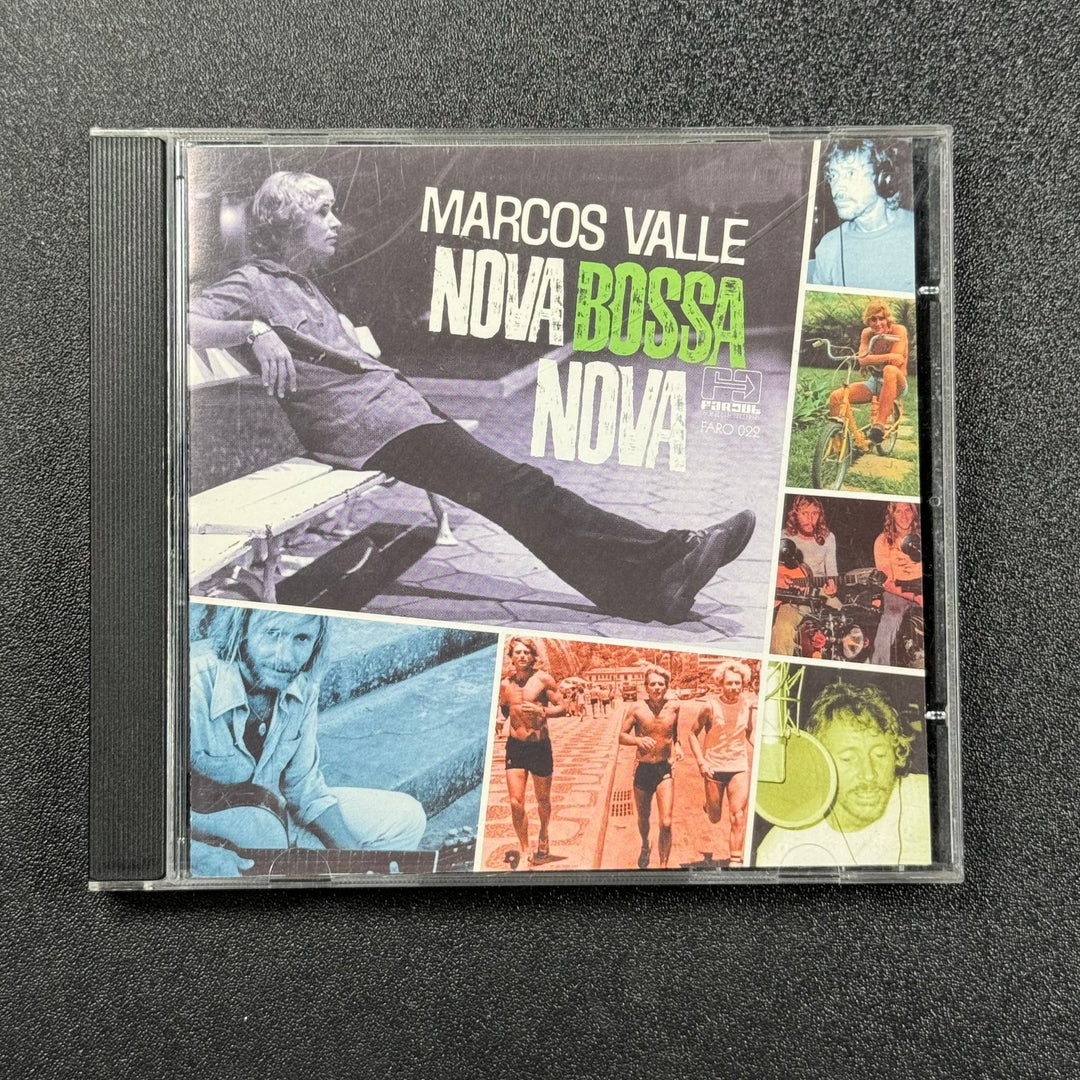 MARCOS VALLE
NOVA BOSSA
NOVA
FAROUT
FARO 022